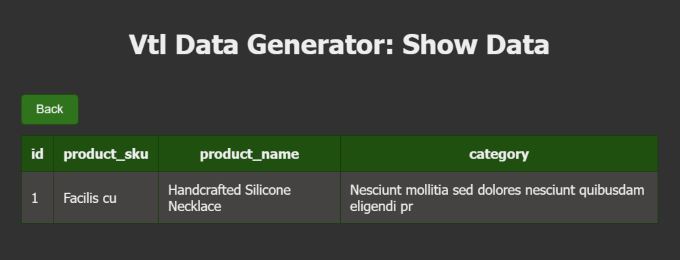 Vtl Data Generator: Show Data
Back
id product_sku product_name category
1 Facilis cu Handcrafted Silicone Necklace Nesciunt mollitia sed dolores nesciunt quibusdam eligendi pr